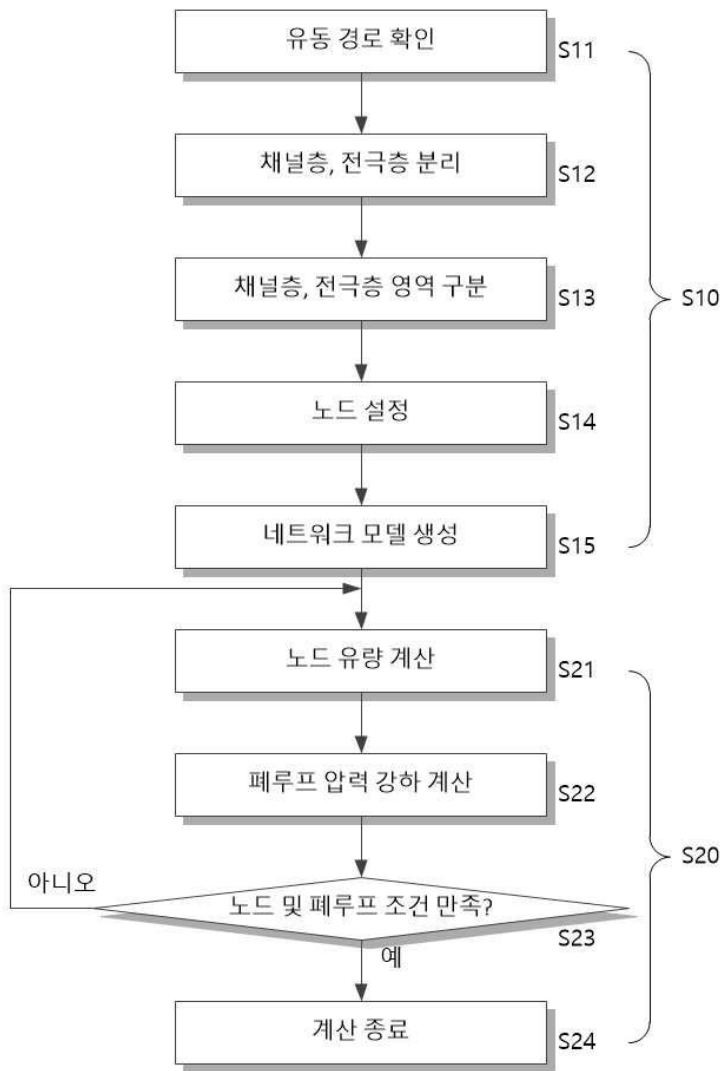 유동 경로 확인
S11
채널층, 전극층 분리
S12
채널층, 전극층 영역 구분
S13
S10
노드 설정
S14
네트워크 모델 생성
S15
노드 유량 계산
S21
폐루프 압력 강하 계산
S22
S20
아니오
노드 및 폐루프 조건 만족?
S23
예
계산 종료
S24